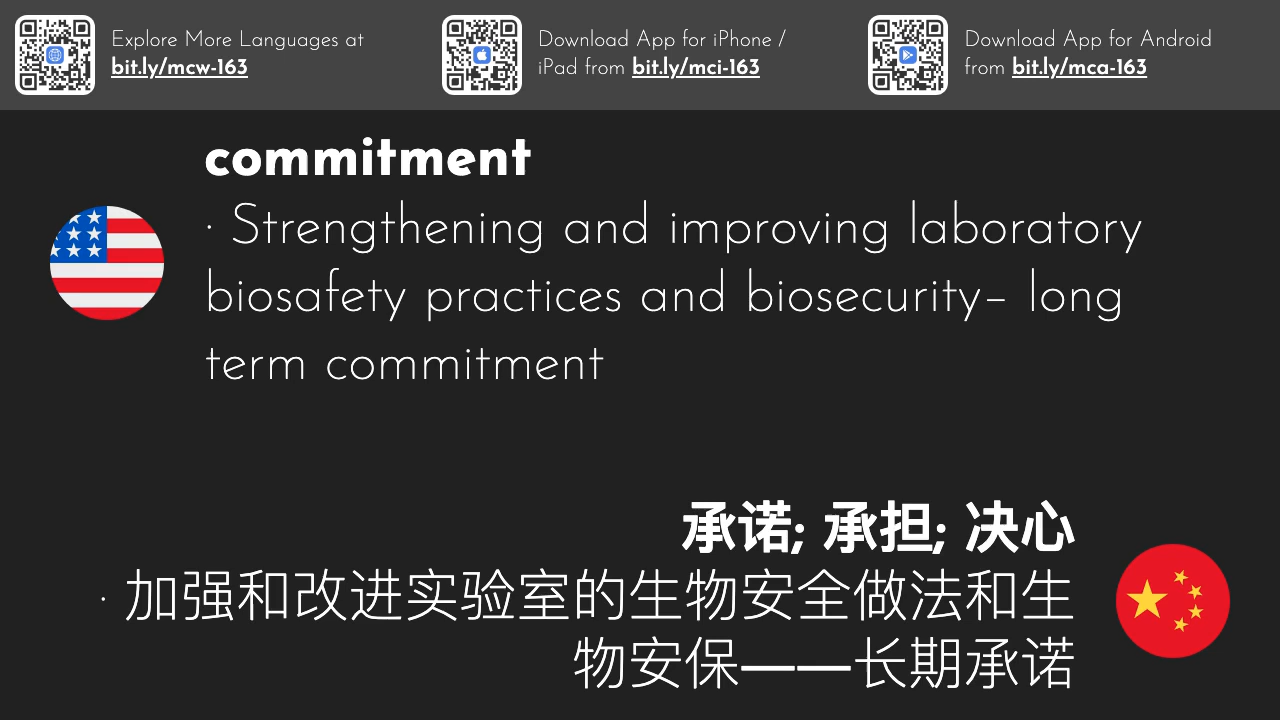 Explore More Languages at
bit.ly/mcw-163
Download App for iPhone /
iPad from bit.ly/mci-163
Download App for Android
from bit.ly/mca-163
commitment
· Strengthening and improving laboratory
biosafety practices and biosecurity– long
term commitment
承诺; 承担; 决心
· 加强和改进实验室的生物安全做法和生
物安保——长期承诺